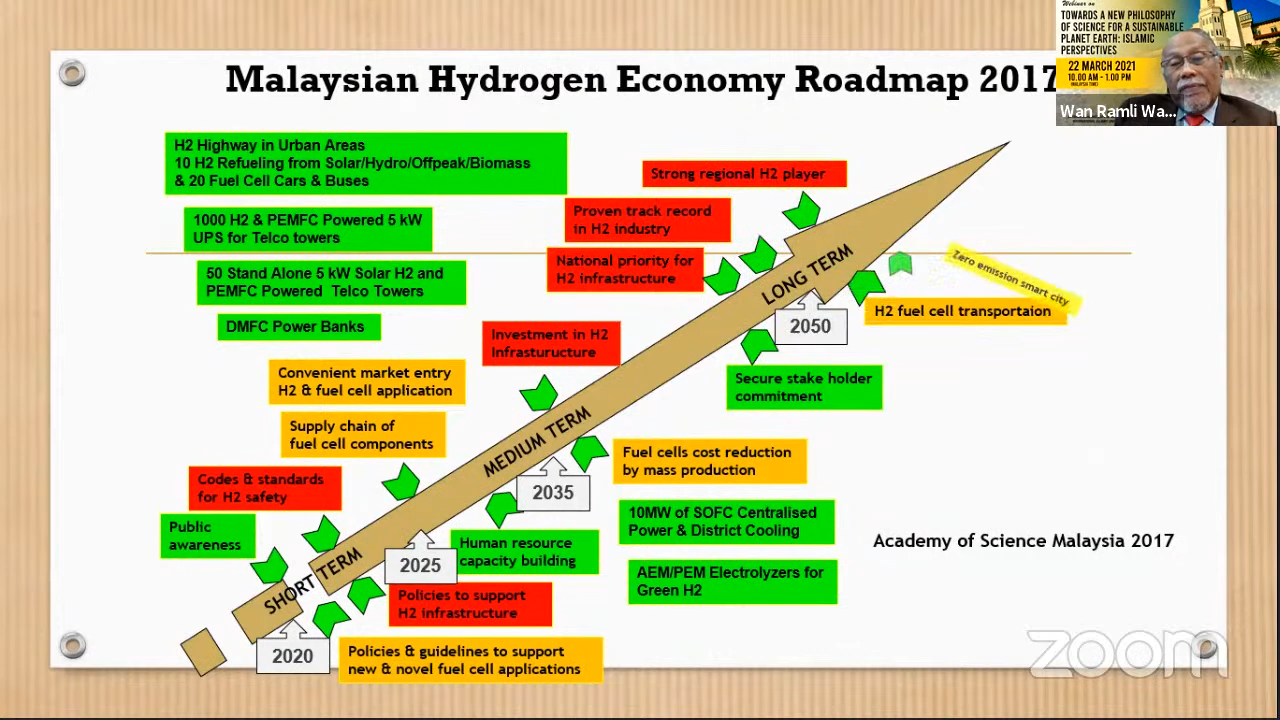 Malaysian Hydrogen Economy Roadmap 2017
Webinar on
TOWARDS A NEW PHILOSOPHY
OF SCIENCE FOR A SUSTAINABLE
PLANET EARTH: ISLAMIC
PERSPECTIVES
22 MARCH 2021
10.00 AM - 1.00 PM
Wan Ramli Wa...
H2 Highway in Urban Areas
10 H2 Refueling from Solar/Hydro/Offpeak/Biomass
& 20 Fuel Cell Cars & Buses
1000 H2 & PEMFC Powered 5 kW
UPS for Telco towers
50 Stand Alone 5 kW Solar H2 and
PEMFC Powered Telco Towers
DMFC Power Banks
Convenient market entry
H2 & fuel cell application
Supply chain of
fuel cell components
Codes & standards
for H2 safety
Public
awareness
Strong regional H2 player
Proven track record
in H2 industry
National priority for
H2 infrastructure
Investment in H2
Infasturucture
LONG TERM
MEDIUM TERM
SHORT TERM
2050
2035
2025
2020
Zero emission smart city
H2 fuel cell transportaion
Secure stake holder
commitment
Fuel cells cost reduction
by mass production
10MW of SOFC Centralised
Power & District Cooling
AEM/PEM Electrolyzers for
Green H2
Human resource
capacity building
Policies to support
H2 infrastructure
Policies & guidelines to support
new & novel fuel cell applications
Academy of Science Malaysia 2017
zoom